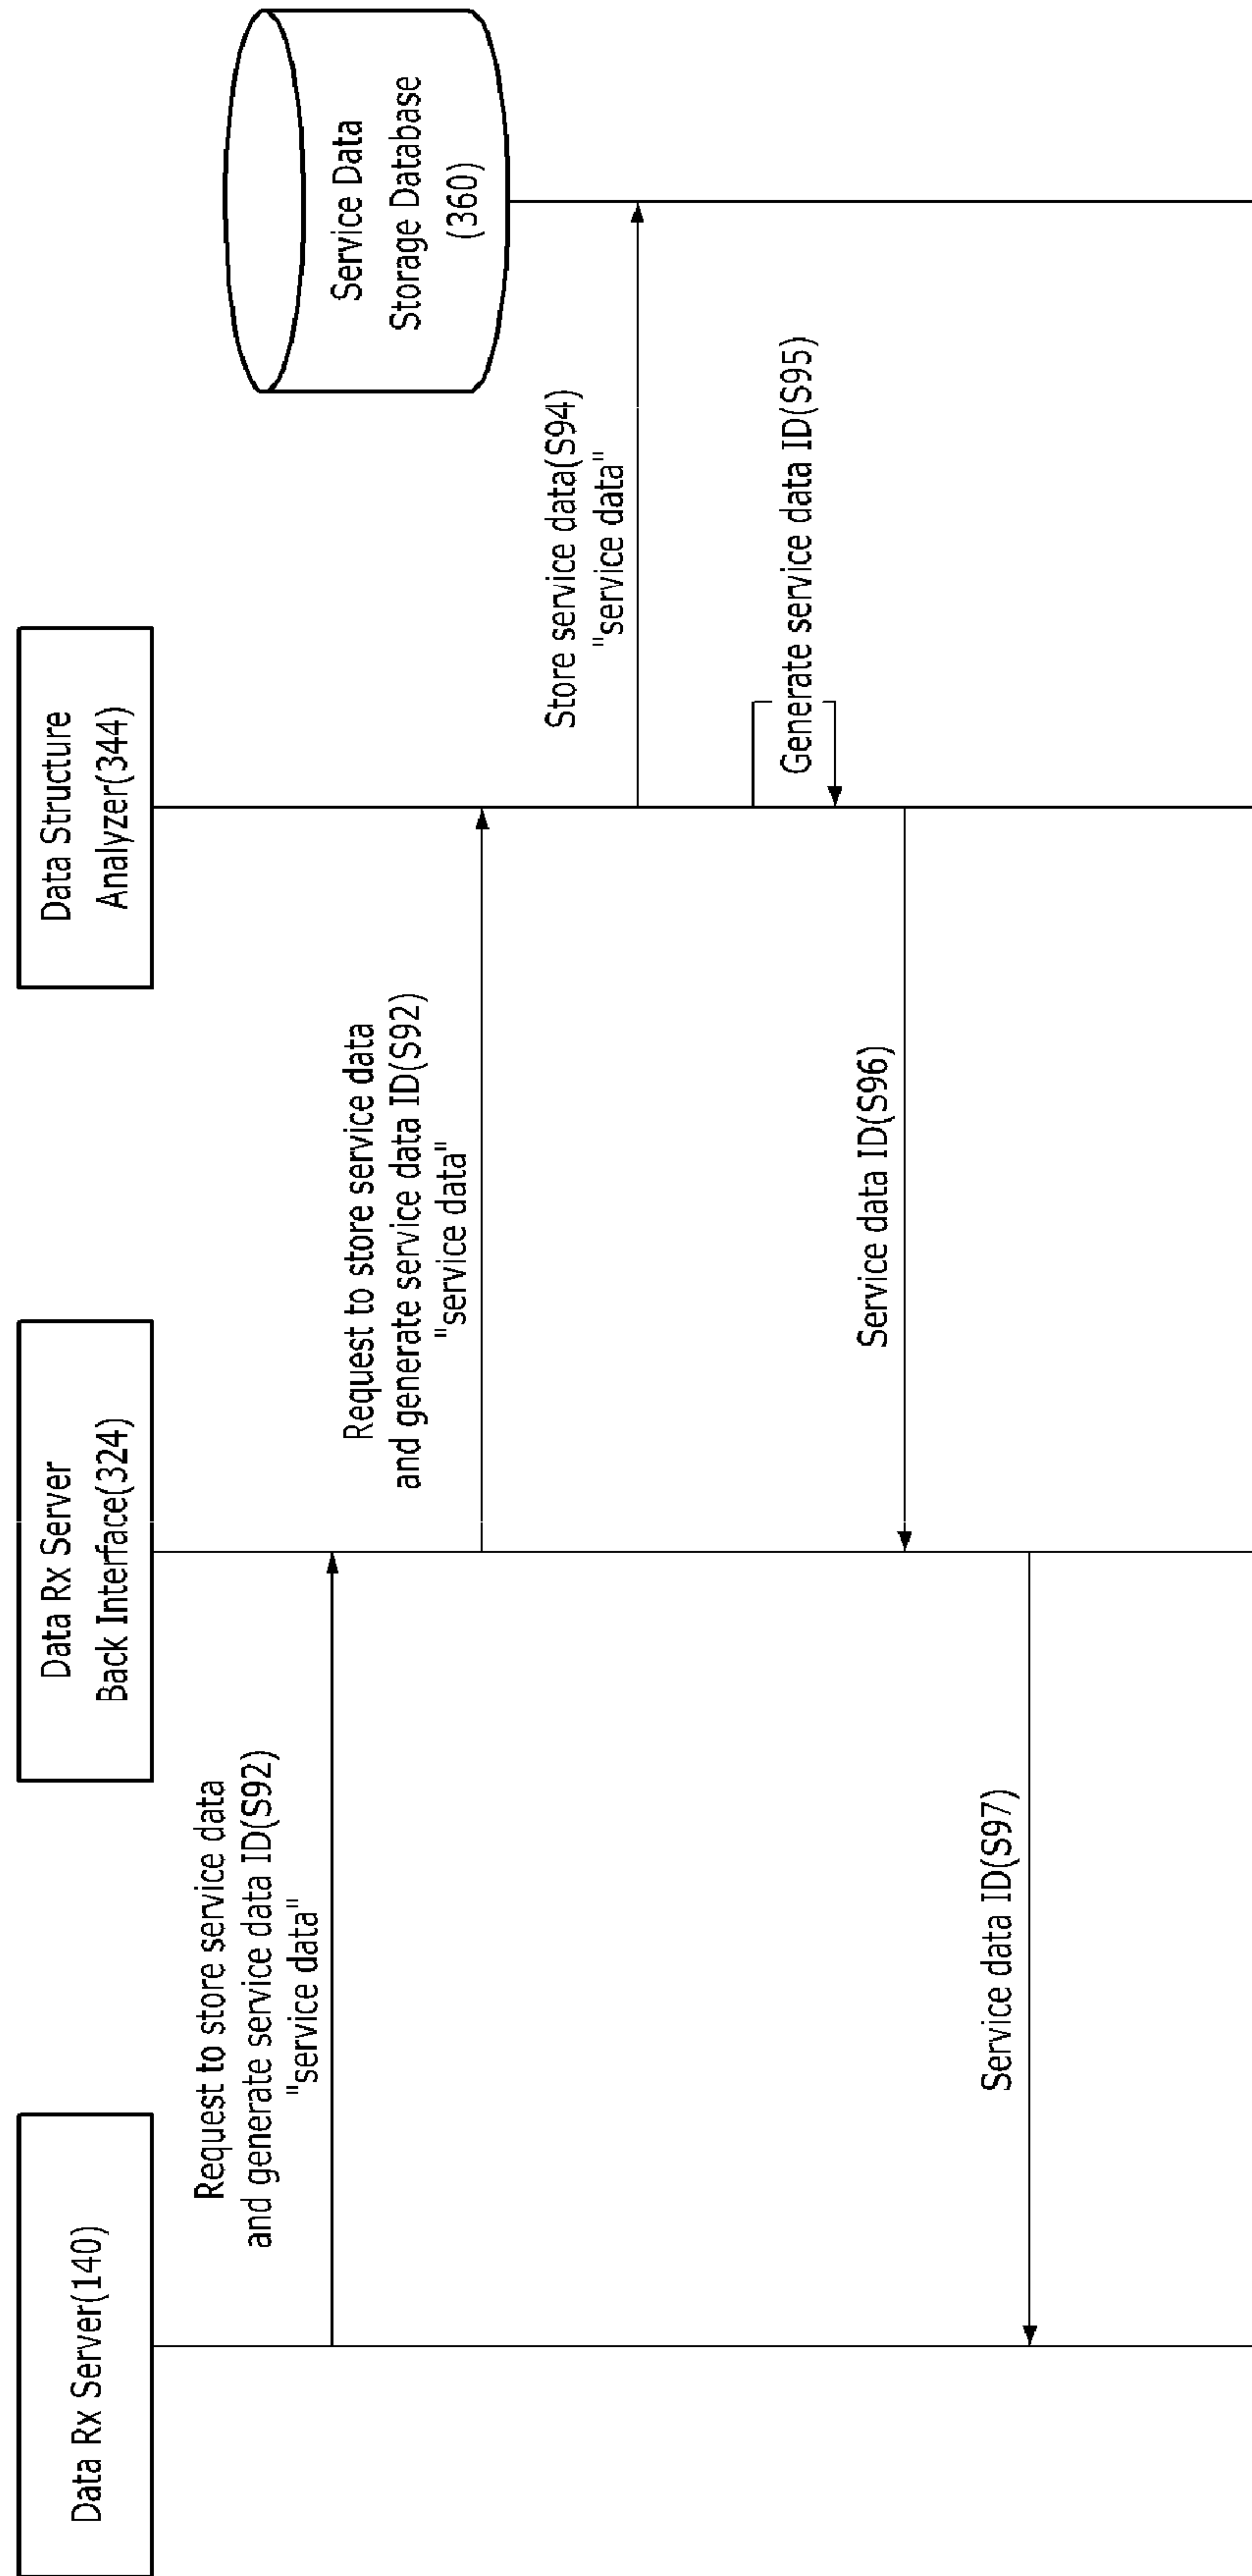 Data Rx Server(140)
Data Rx Server
Back Interface(324)
Data Structure
Analyzer(344)
Service Data
Storage Database
(360)
Request to store service data
and generate service data ID(S92)
"service data"
Request to store service data
and generate service data ID(S92)
"service data"
Store service data(S94)
"service data"
Generate service data ID(S95)
Service data ID(S96)
Service data ID(S97)